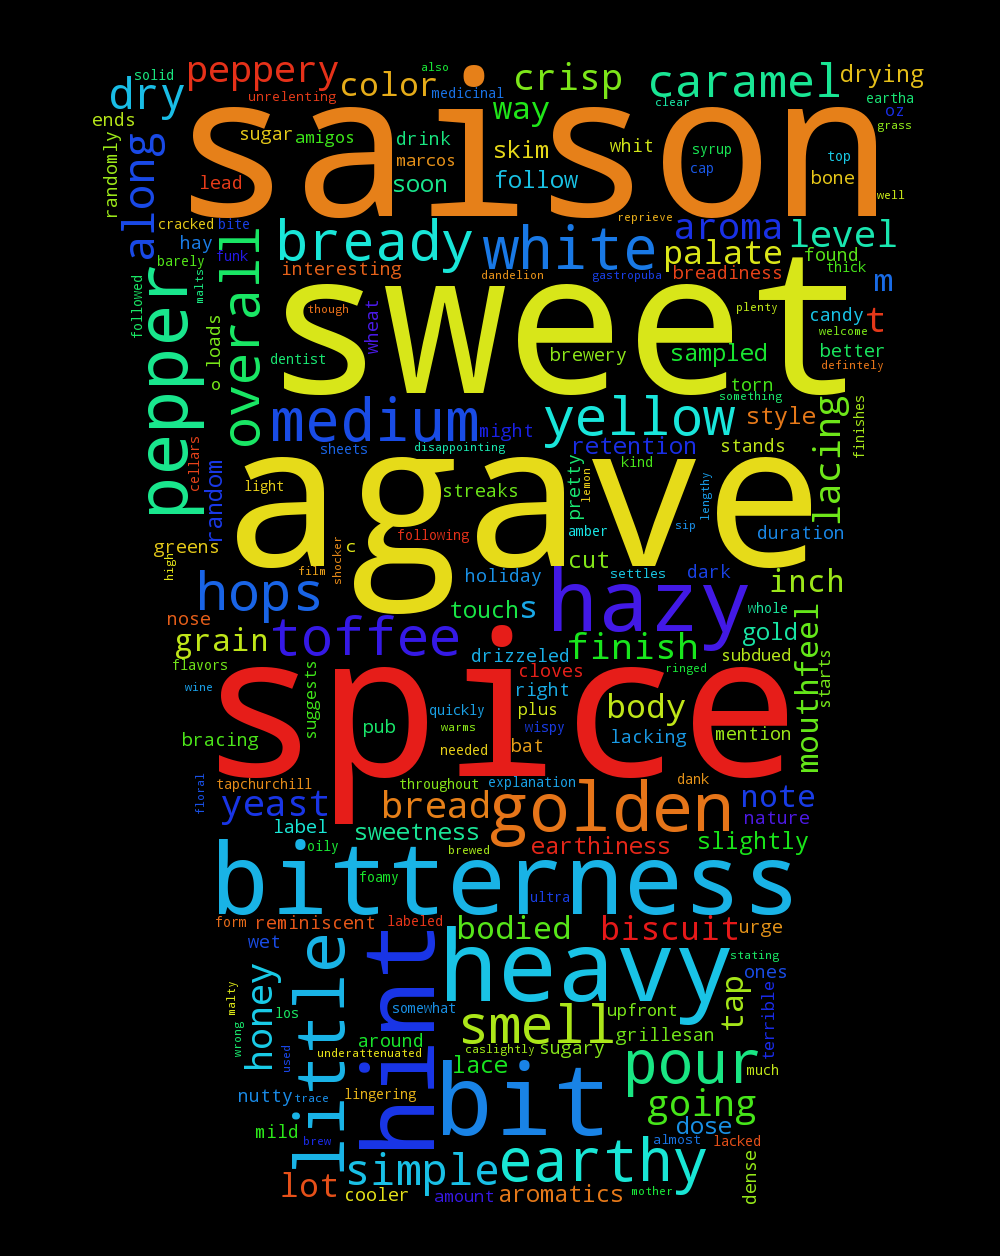 also
solid
peppery
color
medicinal
crisp
caramel
drying
dry
unrelenting
way
clear
eartha
ends
saison
oz
grass
randomly
along
sugar
amigos
drink
marcos
skim
whit
syrup
top
cap
bone
lead
soon
follow
well
cracked
bite
reprieve
hay
funk
bready
white
aroma
level
barely
palate
found
overall
interesting
dandelion
gastropuba
breadiness
thick
m
malts
followed
pepper
sweet
though
wheat
plenty
candy
t
welcome
loads
dentist
brewery
sampled
better
defintely
o
torn
something
medium
might
yellow
style
lacing
finishes
sheets
disappointing
retention
stands
cellars
random
agave
light
streaks
pretty
lemon
kind
lengthy
sip
following
amber
duration
greens
c
shocker
cut
high
film
hops
holiday
settles
dark
inch
touch
s
hazy
whole
nose
grain
toffee
finish
gold
mouthfeel
drizzeled
subdued
starts
flavors
spice
cloves
ringed
wine
suggests
right
quickly
plus
body
pub
warms
wispy
mention
bracing
needed
bat
lacking
tapchurchill
throughout
explanation
dank
floral
yeast
bread
golden
note
label
sweetness
nature
oily
brewed
earthiness
slightly
bitterness
foamy
ultra
form
reminiscent
labeled
bodied
biscuit
urge
wet
little
hint
heavy
stating
ones
honey
malty
los
somewhat
tap
terrible
smell
upfront
wrong
used
around
grillesan
underattenuated
caslightly
sugary
lace
pour
much
nutty
trace
lingering
bit
going
mild
brew
dose
almost
lacked
simple
earthy
dense
lot
cooler
amount
aromatics
mother